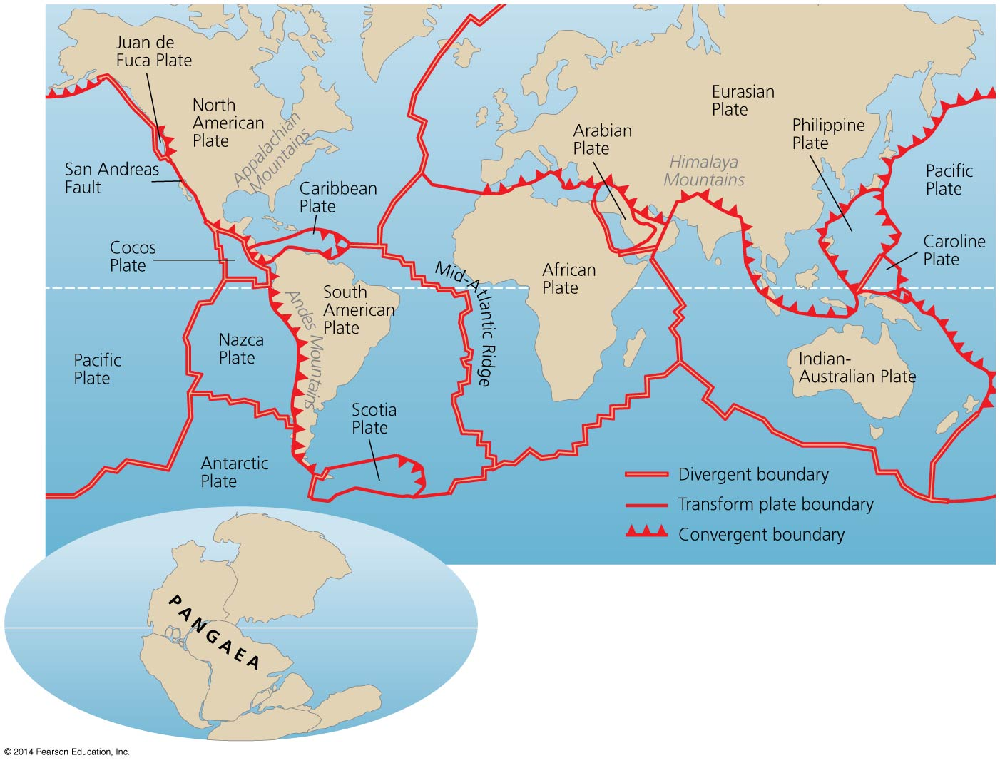 Juan de
Fuca Plate
North
American
Plate
Appalachian
Mountains
San Andreas
Fault
Caribbean
Plate
Cocos
Plate
Eurasian
Plate
Arabian
Plate
Himalaya
Mountains
Philippine
Plate
Pacific
Plate
Caroline
Plate
African
Plate
Mid-Atlantic Ridge
South
American
Plate
Andes Mountains
Nazca
Plate
Pacific
Plate
Indian-
Australian Plate
Scotia
Plate
Antarctic
Plate
Divergent boundary
Transform plate boundary
Convergent boundary
PANGAEA
© 2014 Pearson Education, Inc.